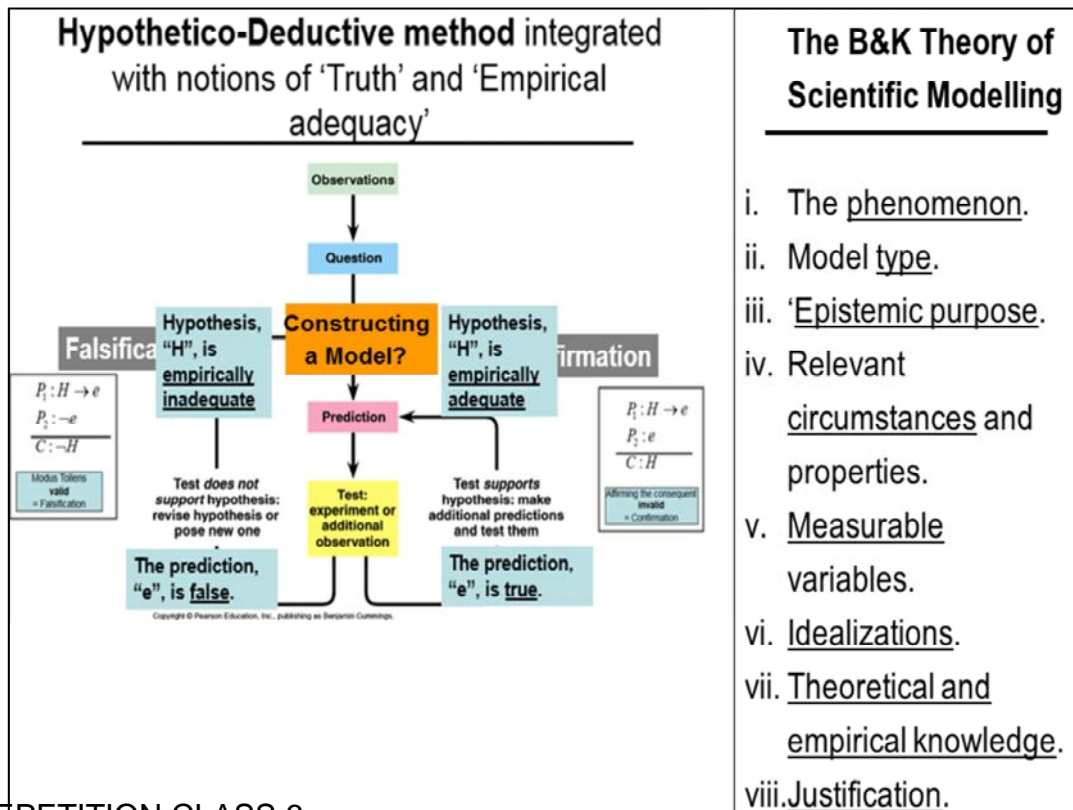 Hypothetico-Deductive method integrated
with notions of ‘Truth’ and ‘Empirical
adequacy’
Observations
Question
Constructing
a Model?
Hypothesis,
“H”, is
empirically
inadequate
Hypothesis,
“H”, is
empirically
adequate
P₁ : H → e
P₂ : ¬e
C : ¬H
Modus Tollens
valid
= Falsification
Prediction
P₁ : H → e
P₂ : e
C : H
Affirming the consequent
invalid
= Confirmation
Test does not
support hypothesis:
revise hypothesis or
pose new one
Test:
experiment or
additional
observation
Test supports
hypothesis: make
additional predictions
and test them
The prediction,
“e”, is false.
The prediction,
“e”, is true.
Copyright © Pearson Education, Inc., publishing as Benjamin Cummings.
The B&K Theory of
Scientific Modelling
i. The phenomenon.
ii. Model type.
iii. ‘Epistemic purpose.
iv. Relevant
circumstances and
properties.
v. Measurable
variables.
vi. Idealizations.
vii. Theoretical and
empirical knowledge.
viii. Justification.